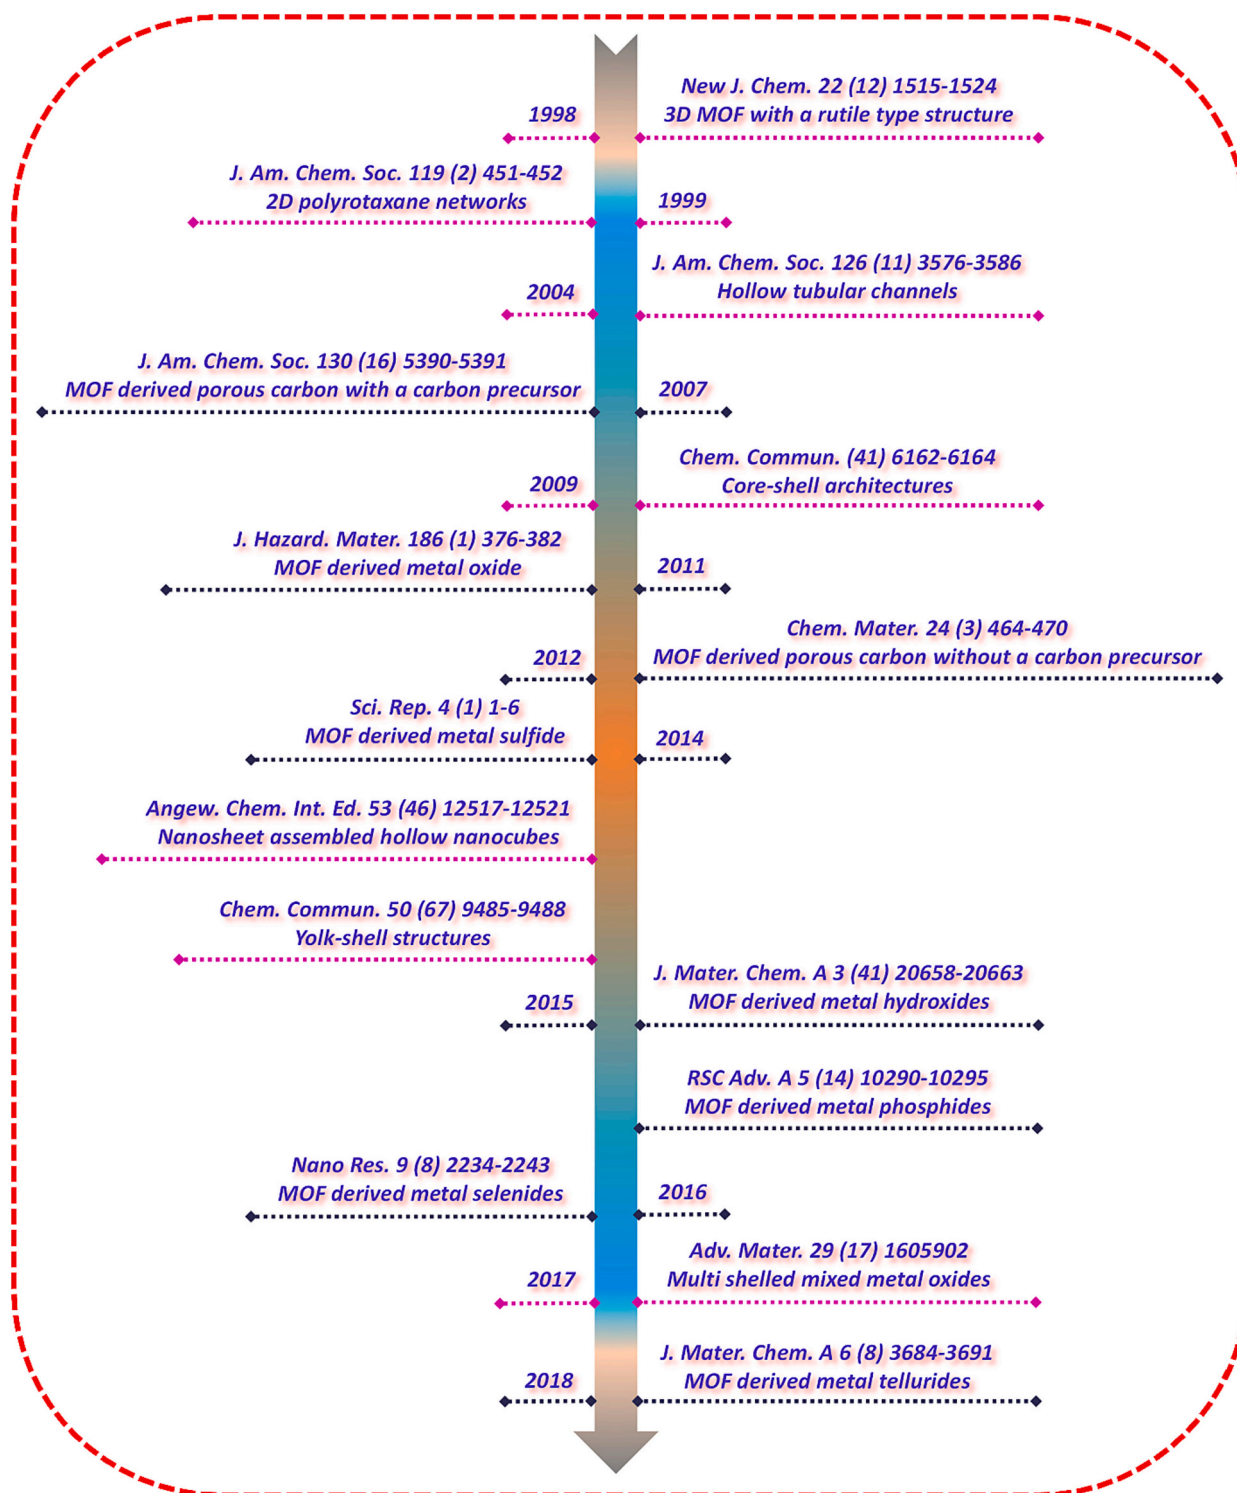 New J. Chem. 22 (12) 1515-1524
1998
3D MOF with a rutile type structure
J. Am. Chem. Soc. 119 (2) 451-452
2D polyrotaxane networks
1999
J. Am. Chem. Soc. 126 (11) 3576-3586
2004
Hollow tubular channels
J. Am. Chem. Soc. 130 (16) 5390-5391
MOF derived porous carbon with a carbon precursor
2007
Chem. Commun. (41) 6162-6164
2009
Core-shell architectures
J. Hazard. Mater. 186 (1) 376-382
MOF derived metal oxide
2011
Chem. Mater. 24 (3) 464-470
2012
MOF derived porous carbon without a carbon precursor
Sci. Rep. 4 (1) 1-6
MOF derived metal sulfide
2014
Angew. Chem. Int. Ed. 53 (46) 12517-12521
Nanosheet assembled hollow nanocubes
Chem. Commun. 50 (67) 9485-9488
Yolk-shell structures
J. Mater. Chem. A 3 (41) 20658-20663
2015
MOF derived metal hydroxides
RSC Adv. A 5 (14) 10290-10295
MOF derived metal phosphides
Nano Res. 9 (8) 2234-2243
MOF derived metal selenides
2016
Adv. Mater. 29 (17) 1605902
2017
Multi shelled mixed metal oxides
J. Mater. Chem. A 6 (8) 3684-3691
2018
MOF derived metal tellurides